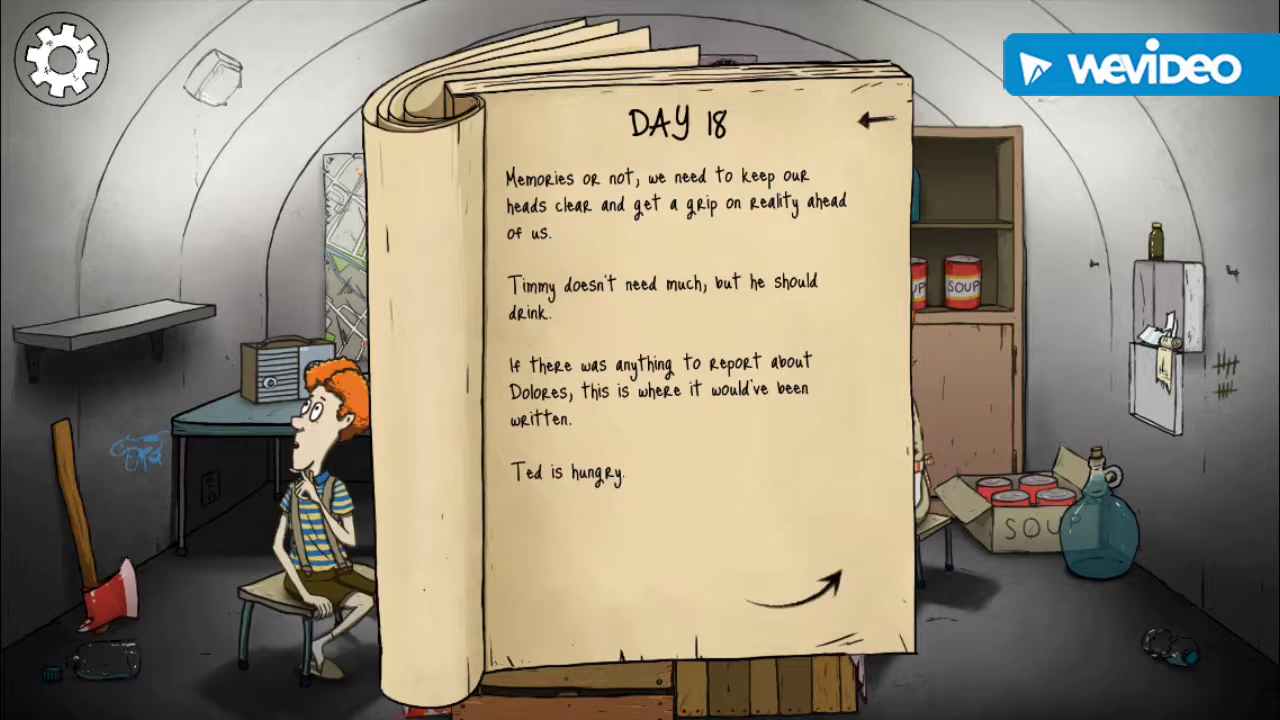 WEVIDEO
DAY 18
Memories or not, we need to keep our
heads clear and get a grip on reality ahead
of us.
Timmy doesn't need much, but he should
drink.
If there was anything to report about
Dolores, this is where it would've been
written.
Ted is hungry.
UP
SOUP
SOU